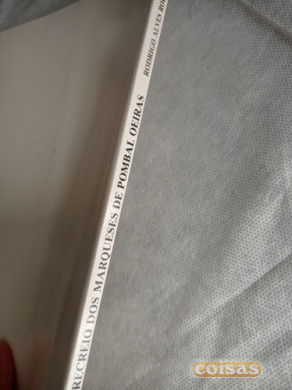 RECREIO DOS MARQUESES DE POMBAL OEIRAS
RODRIGO ALVES
coisas